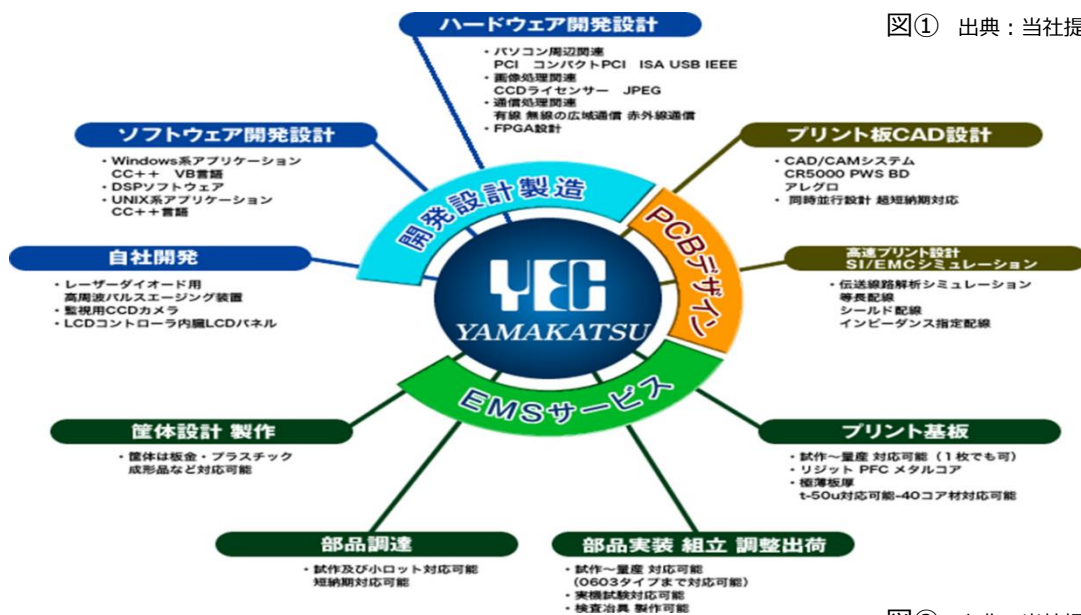 図① 出典：当社提
ハードウェア開発設計
・パソコン周辺関連
PCI コンパクトPCI ISA USB IEEE
・画像処理関連
CCDライセンサー JPEG
・通信処理関連
有線 無線の広域通信 赤外線通信
・FPGA設計
ソフトウェア開発設計
・Windows系アプリケーション
CC++ VB言語
・DSPソフトウェア
・UNIX系アプリケーション
CC++言語
プリント板CAD設計
・CAD/CAMシステム
CR5000 PWS BD
アレグロ
・同時並行設計 超短納期対応
自社開発
・レーザーダイオード用
高周波パルスエージング装置
・監視用CCDカメラ
・LCDコントローラ内臓LCDパネル
高速プリント設計
SI/EMCシミュレーション
・伝送線路解析シミュレーション
等長配線
シールド配線
インピーダンス指定配線
開発設計製造
PCBデザイン
EMSサービス
YEC
YAMAKATSU
筐体設計 製作
・筐体は板金・プラスチック
成形品など対応可能
プリント基板
・試作～量産 対応可能（1枚でも可）
・リジット PFC メタルコア
・極薄板厚
t-50u対応可能-40コア材対応可能
部品調達
・試作及び小ロット対応可能
短納期対応可能
部品実装 組立 調整出荷
・試作～量産 対応可能
（0603タイプまで対応可能）
・実機試験対応可能
・検査冶具 製作可能